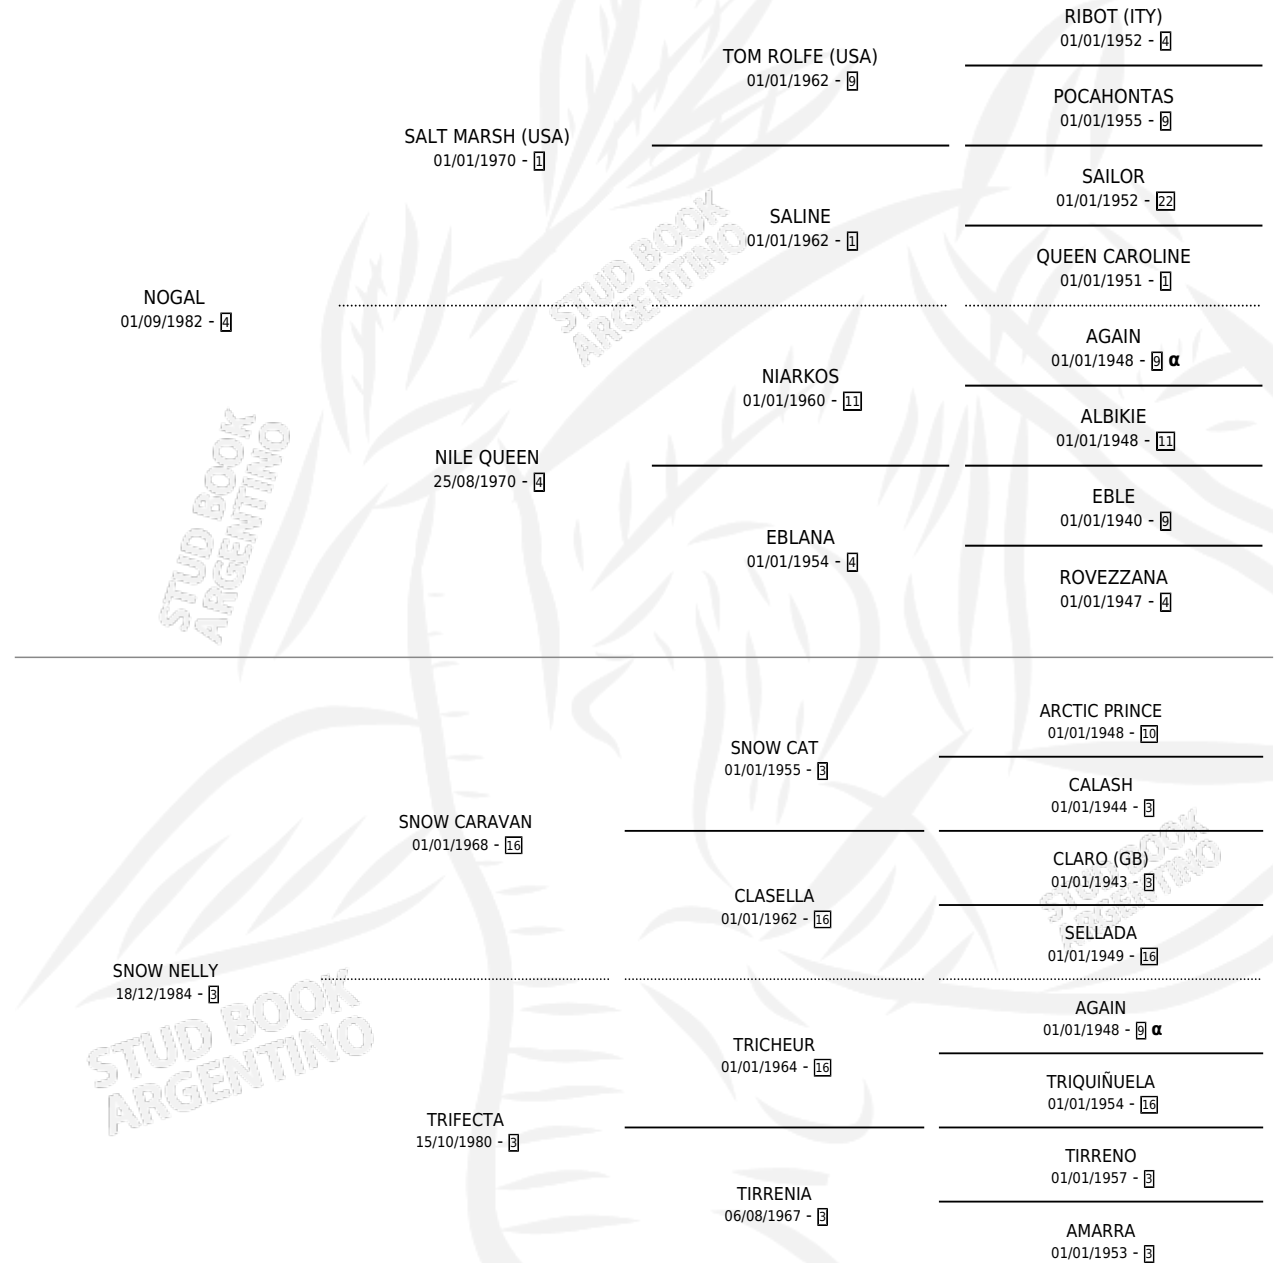 RIBOT (ITY)
01/01/1952 - 4
TOM ROLFE (USA)
01/01/1962 - 9
POCAHONTAS
01/01/1955 - 9
SALT MARSH (USA)
01/01/1970 - 1
SAILOR
01/01/1952 - 22
SALINE
01/01/1962 - 1
QUEEN CAROLINE
01/01/1951 - 1
NOGAL
01/09/1982 - 4
AGAIN
01/01/1948 - 9 α
NIARKOS
01/01/1960 - 11
ALBIKIE
01/01/1948 - 11
NILE QUEEN
25/08/1970 - 4
EBLE
01/01/1940 - 9
EBLANA
01/01/1954 - 4
ROVEZZANA
01/01/1947 - 4
ARCTIC PRINCE
01/01/1948 - 10
SNOW CAT
01/01/1955 - 3
CALASH
01/01/1944 - 3
SNOW CARAVAN
01/01/1968 - 16
CLARO (GB)
01/01/1943 - 3
CLASELLA
01/01/1962 - 16
SELLADA
01/01/1949 - 16
SNOW NELLY
18/12/1984 - 3
AGAIN
01/01/1948 - 9 α
TRICHEUR
01/01/1964 - 16
TRIQUIÑUELA
01/01/1954 - 16
TRIFECTA
15/10/1980 - 3
TIRRENO
01/01/1957 - 3
TIRRENIA
06/08/1967 - 3
AMARRA
01/01/1953 - 3
STUD BOOK
ARGENTINO
STUD BOOK
ARGENTINO
STUD BOOK
ARGENTINO
STUD BOOK
ARGENTINO